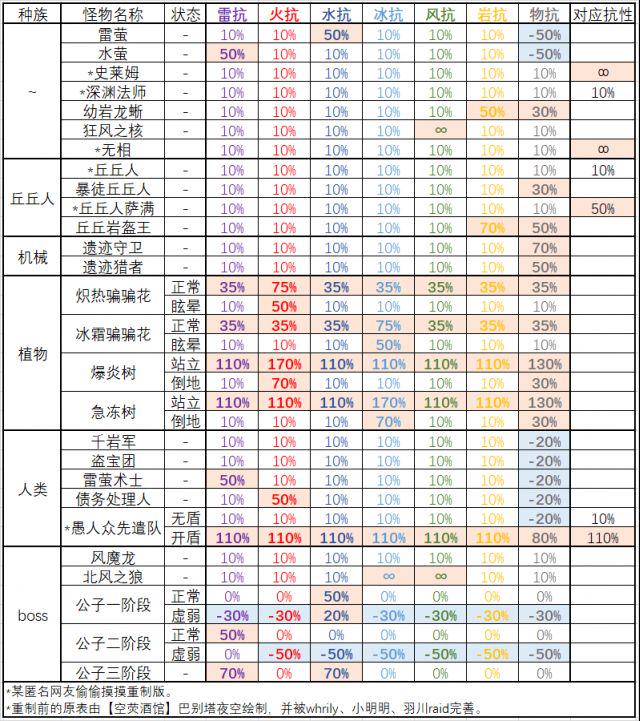 种族 怪物名称 状态 雷抗 火抗 水抗 冰抗 风抗 岩抗 物抗 对应抗性
~ 雷萤 - 10% 10% 50% 10% 10% 10% -50%
水萤 - 50% 10% 10% 10% 10% 10% -50%
*史莱姆 - 10% 10% 10% 10% 10% 10% 10% ∞
*深渊法师 - 10% 10% 10% 10% 10% 10% 10% 10%
幼岩龙蜥 - 10% 10% 10% 10% 10% 50% 30%
狂风之核 - 10% 10% 10% 10% ∞ 10% 10%
*无相 - 10% 10% 10% 10% 10% 10% 10% ∞
丘丘人 *丘丘人 - 10% 10% 10% 10% 10% 10% 10% 10%
暴徒丘丘人 - 10% 10% 10% 10% 10% 10% 30%
*丘丘人萨满 - 10% 10% 10% 10% 10% 10% 10% 50%
丘丘岩盔王 - 10% 10% 10% 10% 10% 70% 50%
机械 遗迹守卫 - 10% 10% 10% 10% 10% 10% 70%
遗迹猎者 - 10% 10% 10% 10% 10% 10% 50%
植物 炽热骗骗花 正常 35% 75% 35% 35% 35% 35% 35%
眩晕 10% 50% 10% 10% 10% 10% 10%
冰霜骗骗花 正常 35% 35% 35% 75% 35% 35% 35%
眩晕 10% 10% 10% 50% 10% 10% 10%
爆炎树 站立 110% 170% 110% 110% 110% 110% 130%
倒地 10% 70% 10% 10% 10% 10% 30%
急冻树 站立 110% 110% 110% 170% 110% 110% 130%
倒地 10% 10% 10% 70% 10% 10% 30%
人类 千岩军 - 10% 10% 10% 10% 10% 10% -20%
盗宝团 - 10% 10% 10% 10% 10% 10% -20%
雷萤术士 - 50% 10% 10% 10% 10% 10% -20%
债务处理人 - 10% 50% 10% 10% 10% 10% -20%
*愚人众先遣队 无盾 10% 10% 10% 10% 10% 10% -20% 10%
开盾 110% 110% 110% 110% 110% 110% 80% 110%
boss 风魔龙 - 10% 10% 10% 10% 10% 10% 10%
北风之狼 - 10% 10% 10% ∞ ∞ 10% 10%
公子一阶段 正常 0% 0% 50% 0% 0% 0% 0%
虚弱 -30% -30% 20% -30% -30% -30% -30%
公子二阶段 正常 50% 0% 0% 0% 0% 0% 0%
虚弱 0% -50% -50% -50% -50% -50% -50%
公子三阶段 - 70% 0% 70% 0% 0% 0% 0%
*某匿名网友偷偷摸摸重制版。
*重制前的原表由【空荧酒馆】巴别塔夜空绘制，并被whrily、小明明、羽川raid完善。